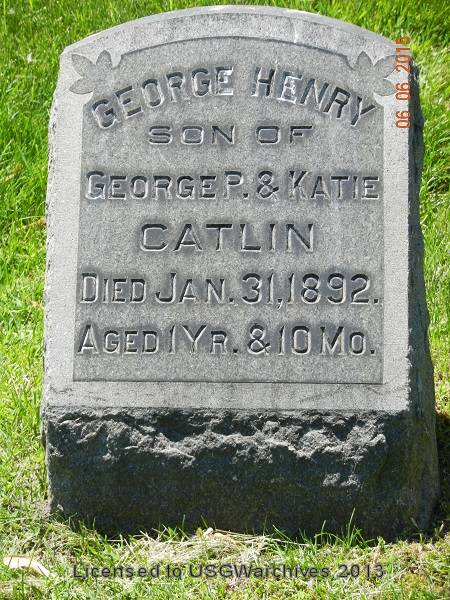 GEORGE HENRY
SON OF
GEORGE P. & KATIE
CATLIN
DIED JAN. 31, 1892.
AGED 1 YR. & 10 MO.
06.06.2015
Licensed to USGWarchives 2013